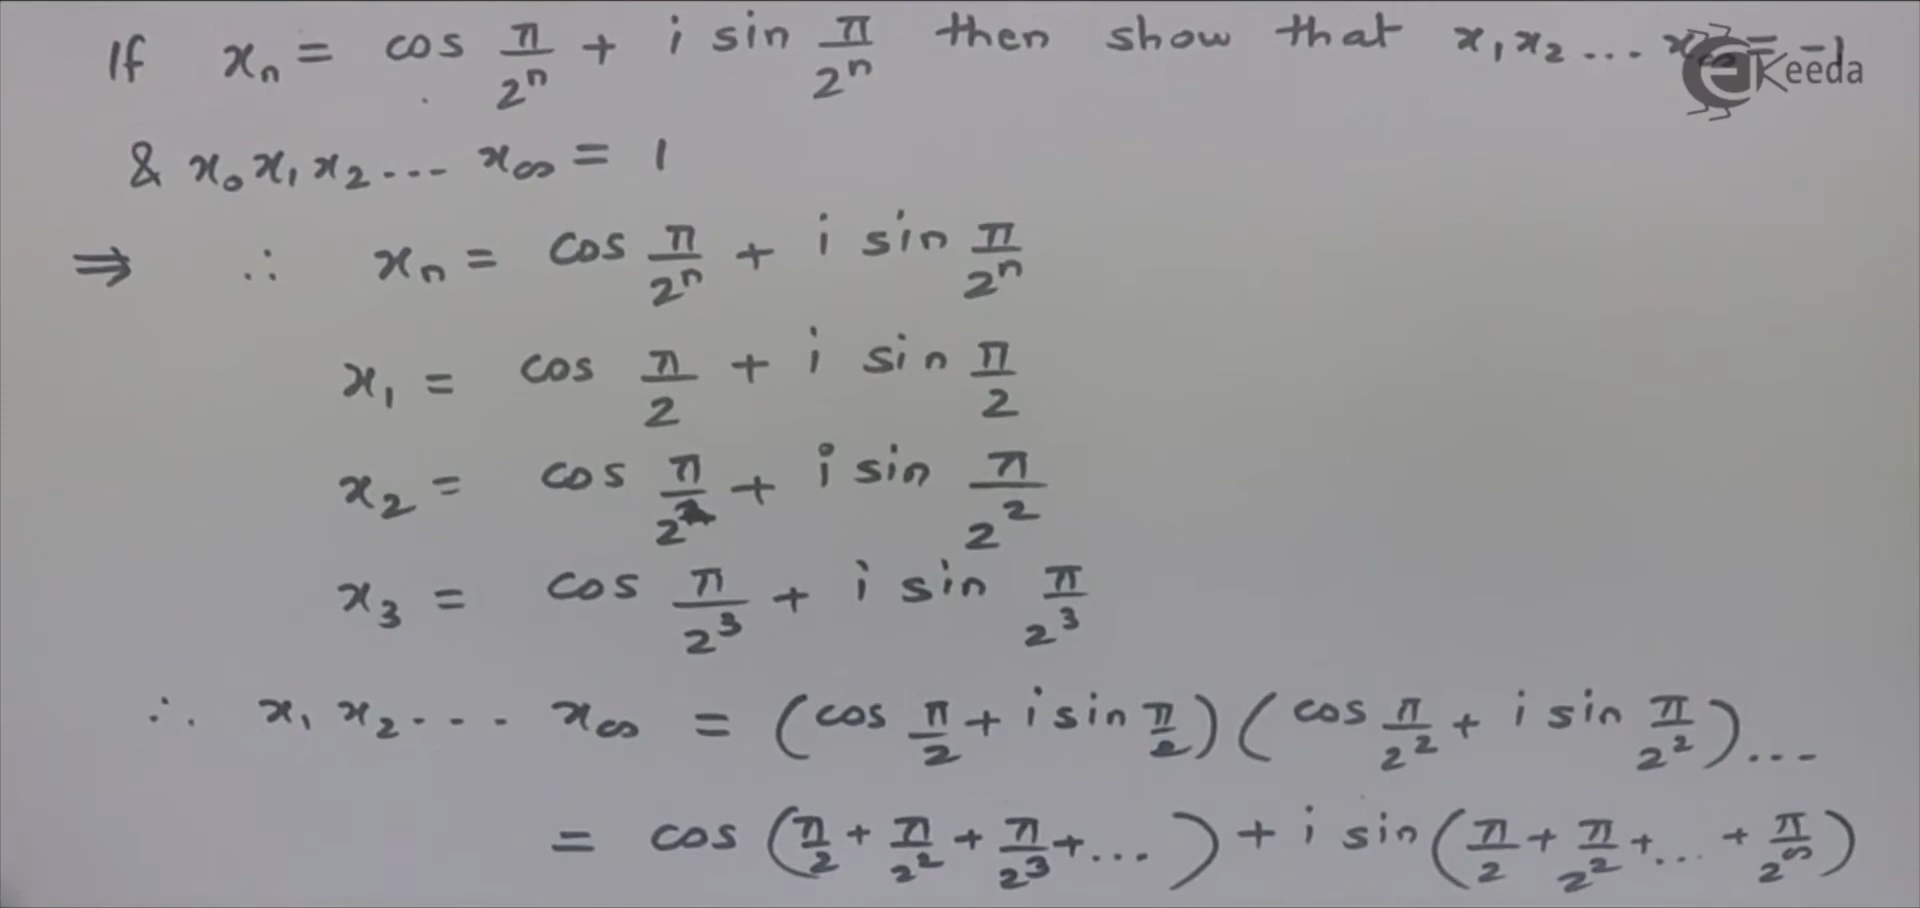 If xₙ = cos π/2ⁿ + i sin π/2ⁿ then show that x₁x₂ ... x∞ = -1
eKeeda
& x₀x₁x₂ ... x∞ = 1
⇒ ∴ xₙ = cos π/2ⁿ + i sin π/2ⁿ
x₁ = cos π/2 + i sin π/2
x₂ = cos π/2² + i sin π/2²
x₃ = cos π/2³ + i sin π/2³
∴ x₁x₂ ... x∞ = (cos π/2 + i sin π/2)(cos π/2² + i sin π/2²)...
= cos (π/2 + π/2² + π/2³ + ...) + i sin (π/2 + π/2² + ... + π/2^∞)